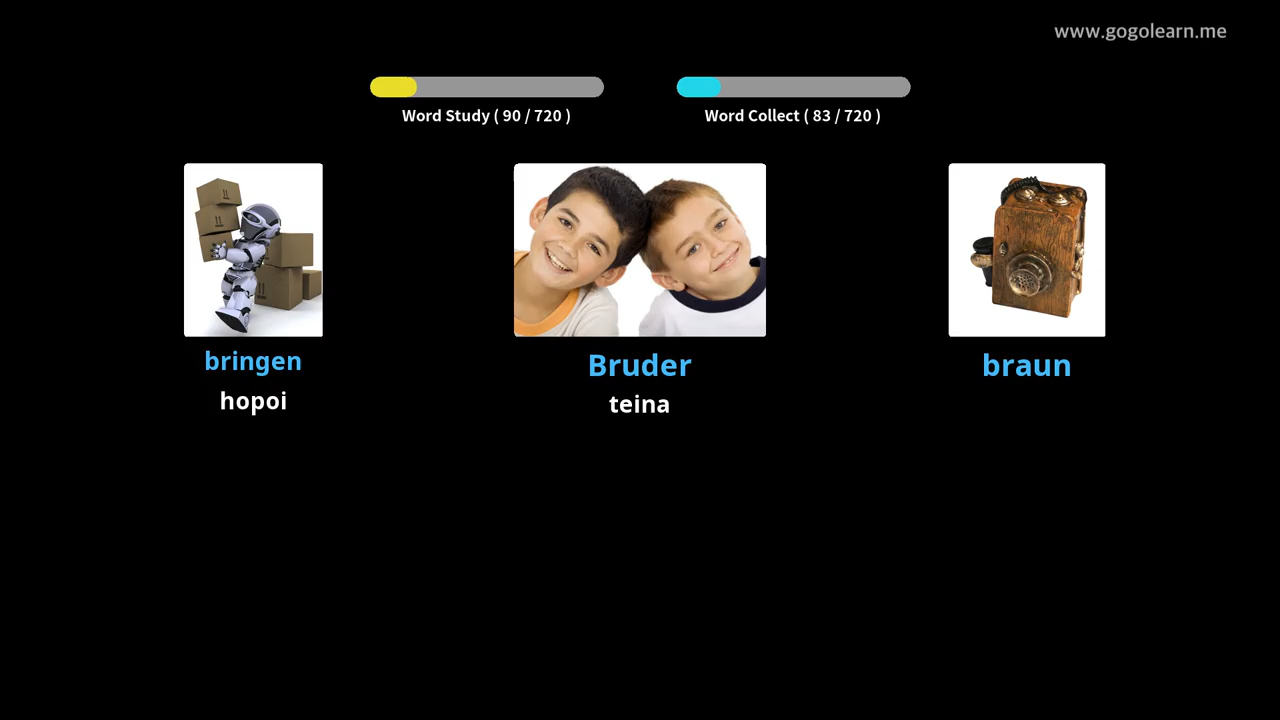 www.gogolearn.me
Word Study ( 90 / 720 )
Word Collect ( 83 / 720 )
bringen
hopoi
Bruder
teina
braun